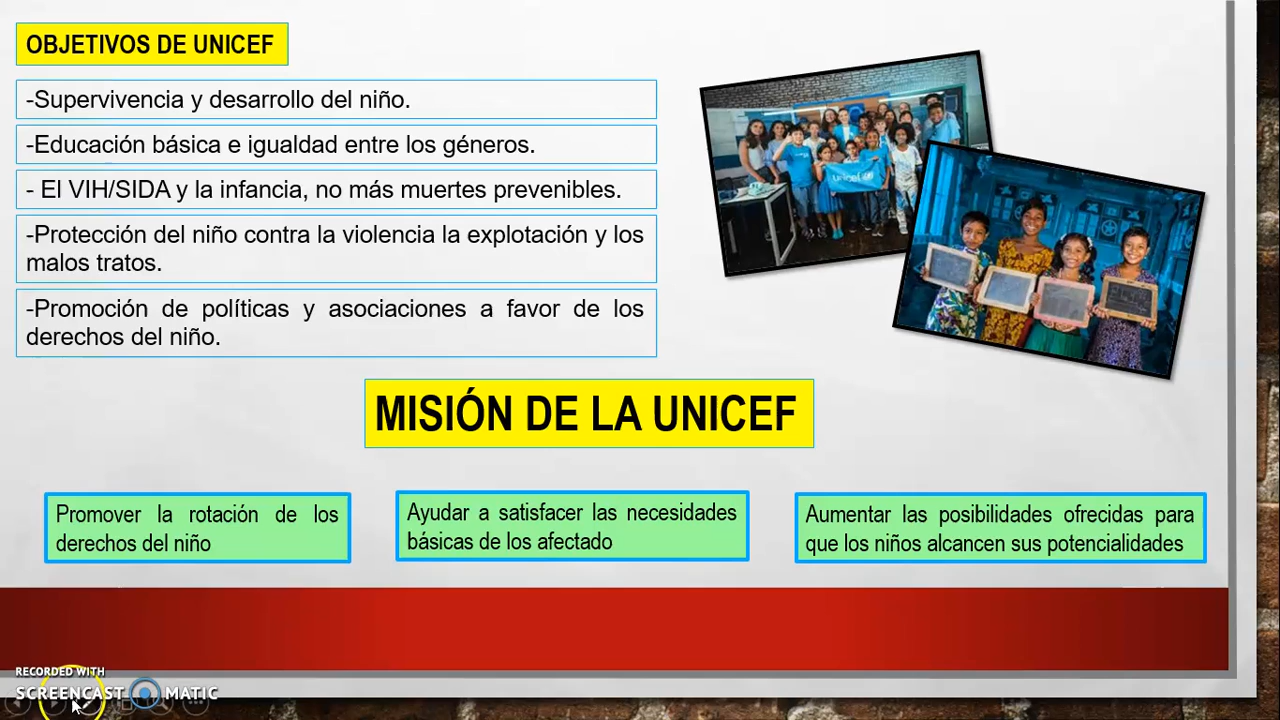 OBJETIVOS DE UNICEF
-Supervivencia y desarrollo del niño.
-Educación básica e igualdad entre los géneros.
- El VIH/SIDA y la infancia, no más muertes prevenibles.
-Protección del niño contra la violencia la explotación y los
malos tratos.
-Promoción de políticas y asociaciones a favor de los
derechos del niño.
unicef
MISIÓN DE LA UNICEF
Promover la rotación de los
derechos del niño
Ayudar a satisfacer las necesidades
básicas de los afectado
Aumentar las posibilidades ofrecidas para
que los niños alcancen sus potencialidades
RECORDED WITH
SCREENCAST MATIC